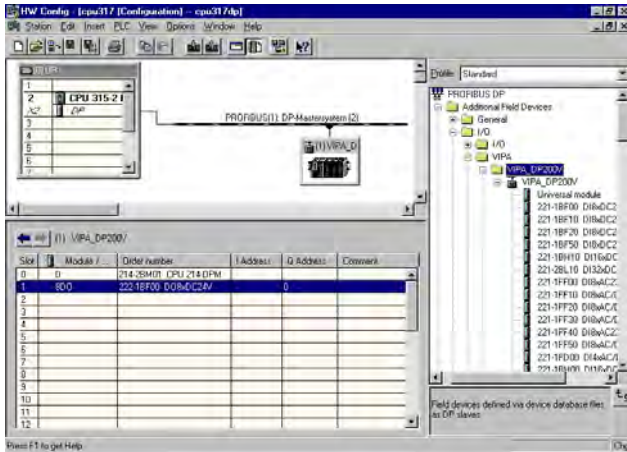 HW Config - [cpu317 (Configuration) -- cpu317dp]
Station Edit Insert PLC View Options Window Help
(0) UR
1
2 CPU 315-2
X2 DP
3
4
5
6
7
PROFIBUS(1): DP-Mastersystem (2)
(1) VIPA_D
Profile Standard
PROFIBUS DP
Additional Field Devices
General
I/O
I/O
VIPA
VIPA_DP200V
VIPA_DP200V
Universal module
221-1BF00 DI8xDC2
221-1BF10 DI8xDC2
221-1BF20 DI8xDC2
221-1BF50 DI8xDC2
221-1BH10 DI16xDC
221-2BL10 DI32xDC
221-1FF00 DI8xAC2
221-1FF10 DI8xAC/
221-1FF20 DI8xAC/
221-1FF30 DI8xAC2
221-1FF40 DI8xAC2
221-1FF50 DI8xAC/
221-1FD00 DI4xAC/
221-1BH00 DI16xDC
(1) VIPA_DP200V
Slot Module / ... Order number I Address Q Address Comment
0 0 214-2BM01 CPU 214-DPM
1 8DO 222-1BF00 DO8xDC24V 0
2
3
4
5
6
7
8
9
10
11
12
Field devices defined via device database files
as DP slaves
Press F1 to get Help.